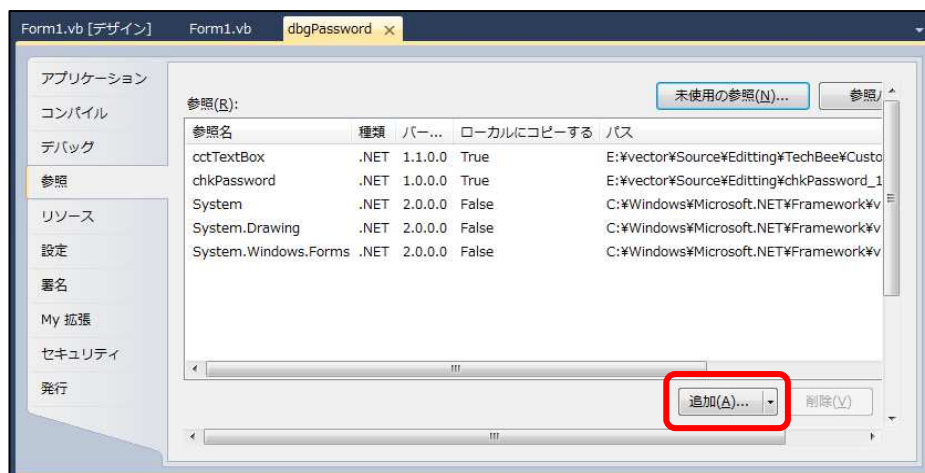 Form1.vb [デザイン] Form1.vb dbgPassword ×
アプリケーション
コンパイル
デバッグ
参照
リソース
設定
署名
My 拡張
セキュリティ
発行
未使用の参照(N)... 参照
参照(R):
参照名 種類 バー... ローカルにコピーする パス
cctTextBox .NET 1.1.0.0 True E:¥vector¥Source¥Editting¥TechBee¥Custo
chkPassword .NET 1.0.0.0 True E:¥vector¥Source¥Editting¥chkPassword_1
System .NET 2.0.0.0 False C:¥Windows¥Microsoft.NET¥Framework¥v
System.Drawing .NET 2.0.0.0 False C:¥Windows¥Microsoft.NET¥Framework¥v
System.Windows.Forms .NET 2.0.0.0 False C:¥Windows¥Microsoft.NET¥Framework¥v
追加(A)... 削除(V)